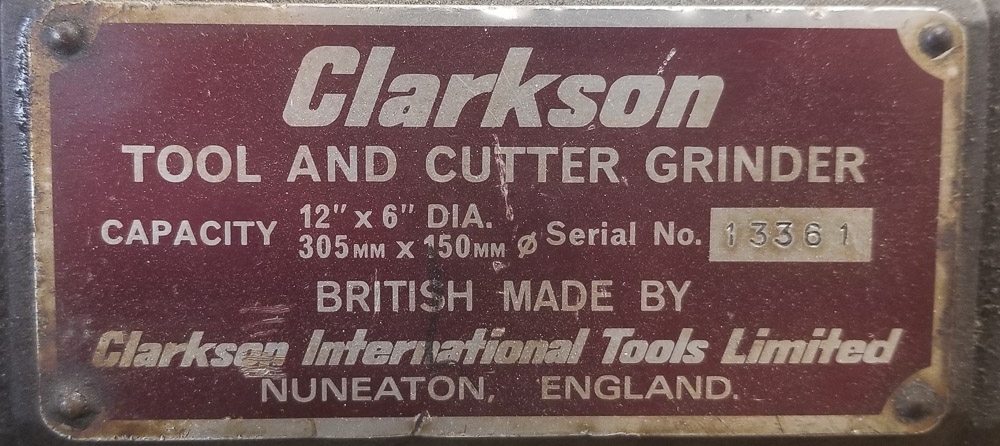 Clarkson
TOOL AND CUTTER GRINDER
CAPACITY 12" x 6" DIA.
305MM x 150MM Ø Serial No. 13361
BRITISH MADE BY
Clarkson International Tools Limited
NUNEATON, ENGLAND.